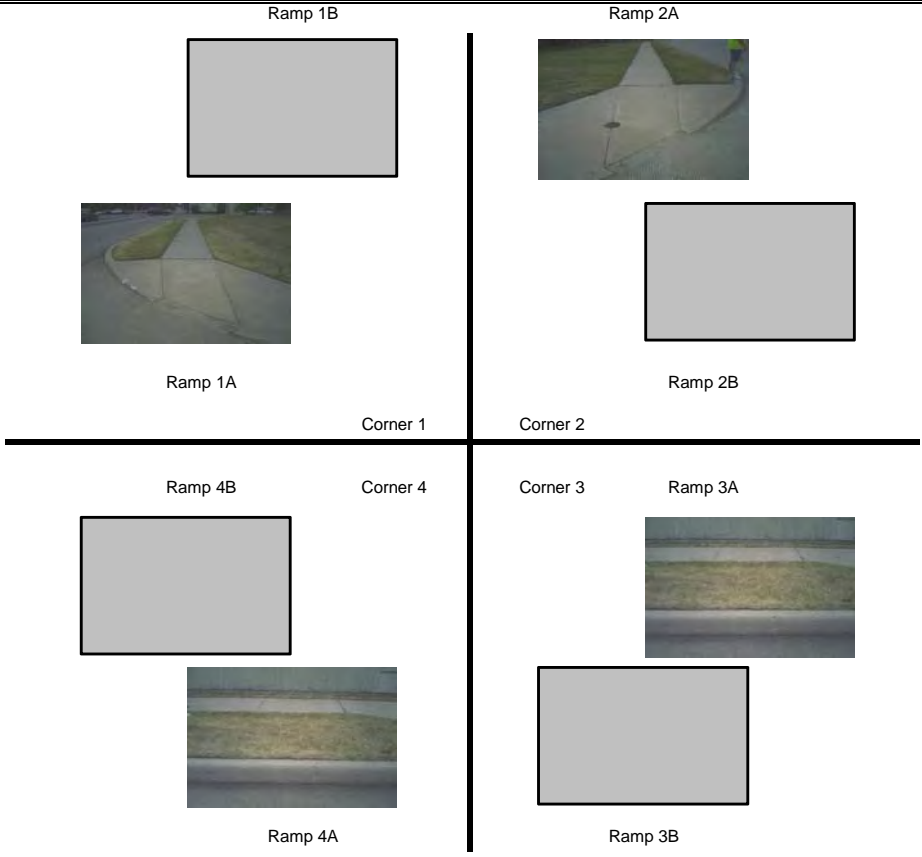 Ramp 1B Ramp 2A
Ramp 1A Ramp 2B
Corner 1 Corner 2
Ramp 4B Corner 4 Corner 3 Ramp 3A
Ramp 4A Ramp 3B